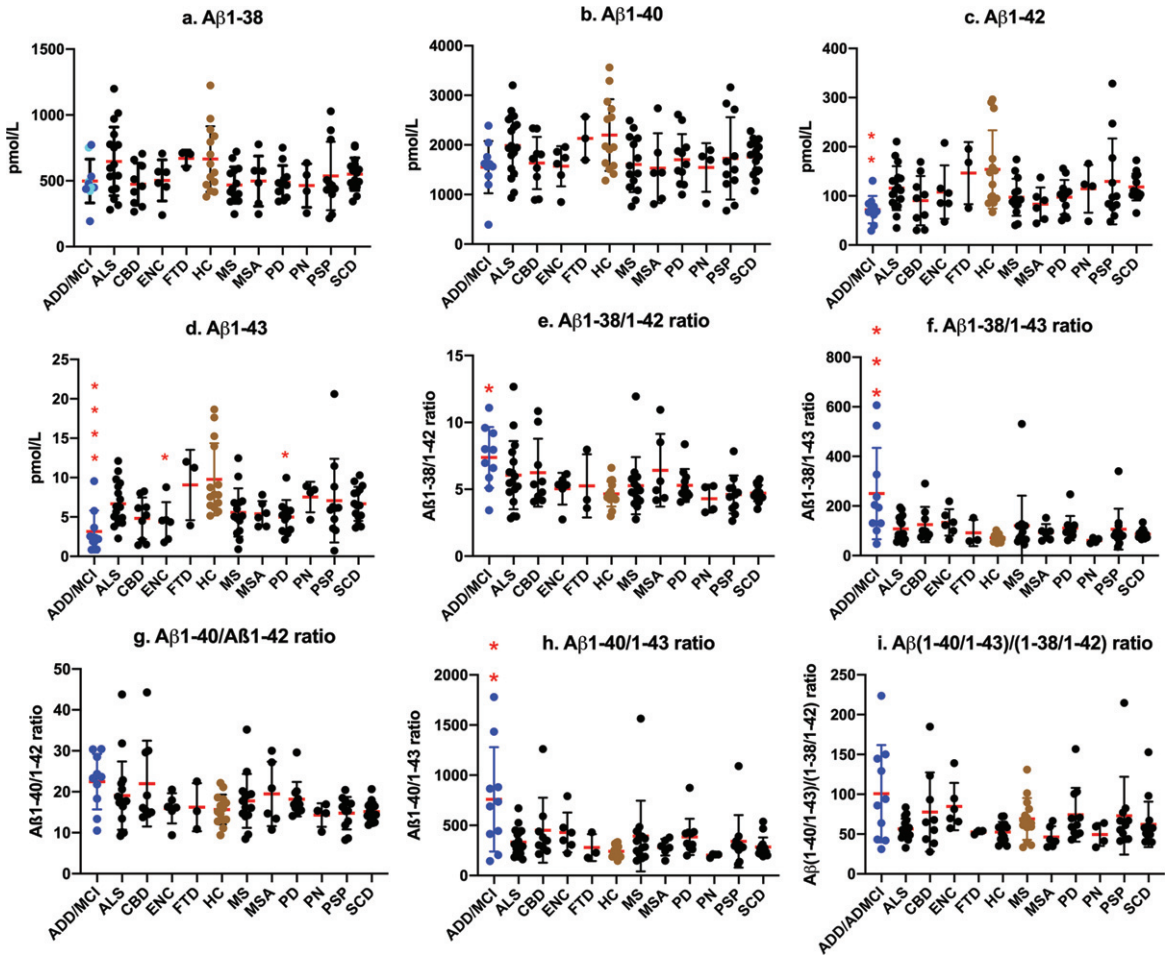 a. Aβ1-38
pmol/L
1500
1000
500
0
ADD/MCI ALS CBD ENC FTD HC MS MSA PD PN PSP SCD
b. Aβ1-40
pmol/L
4000
3000
2000
1000
0
ADD/MCI ALS CBD ENC FTD HC MS MSA PD PN PSP SCD
c. Aβ1-42
pmol/L
400
300
200
100
0
ADD/MCI ALS CBD ENC FTD HC MS MSA PD PN PSP SCD
d. Aβ1-43
pmol/L
25
20
15
10
5
0
* * * *
*
*
ADD/MCI ALS CBD ENC FTD HC MS MSA PD PN PSP SCD
e. Aβ1-38/1-42 ratio
Aß1-38/1-42 ratio
15
10
5
0
*
ADD/MCI ALS CBD ENC FTD HC MS MSA PD PN PSP SCD
f. Aβ1-38/1-43 ratio
Aß1-38/1-43 ratio
800
600
400
200
0
* * *
ADD/MCI ALS CBD ENC FTD HC MS MSA PD PN PSP SCD
g. Aβ1-40/Aß1-42 ratio
Aß1-40/1-42 ratio
50
40
30
20
10
0
ADD/MCI ALS CBD ENC FTD HC MS MSA PD PN PSP SCD
h. Aβ1-40/1-43 ratio
Aß1-40/1-43 ratio
2000
1500
1000
500
0
* *
ADD/MCI ALS CBD ENC FTD HC MS MSA PD PN PSP SCD
i. Aβ(1-40/1-43)/(1-38/1-42) ratio
Aβ(1-40/1-43)/(1-38/1-42) ratio
250
200
150
100
50
0
ADD/ADMCI ALS CBD ENC FTD HC MS MSA PD PN PSP SCD